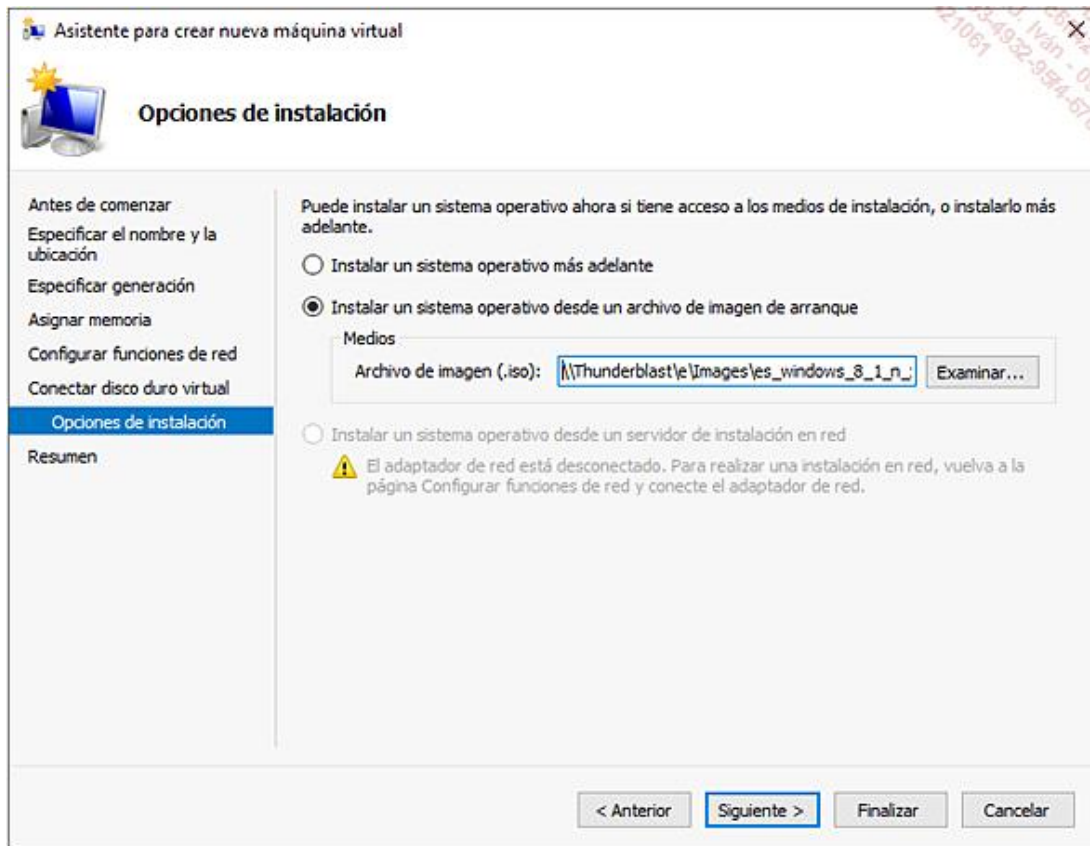 Asistente para crear nueva máquina virtual
Opciones de instalación
Antes de comenzar
Especificar el nombre y la
ubicación
Especificar generación
Asignar memoria
Configurar funciones de red
Conectar disco duro virtual
Opciones de instalación
Resumen
Puede instalar un sistema operativo ahora si tiene acceso a los medios de instalación, o instalarlo más
adelante.
Instalar un sistema operativo más adelante
Instalar un sistema operativo desde un archivo de imagen de arranque
Medios
Archivo de imagen (.iso): \\Thunderblast\e\Images\es_windows_8_1_n_
Examinar...
Instalar un sistema operativo desde un servidor de instalación en red
El adaptador de red está desconectado. Para realizar una instalación en red, vuelva a la
página Configurar funciones de red y conecte el adaptador de red.
< Anterior
Siguiente >
Finalizar
Cancelar